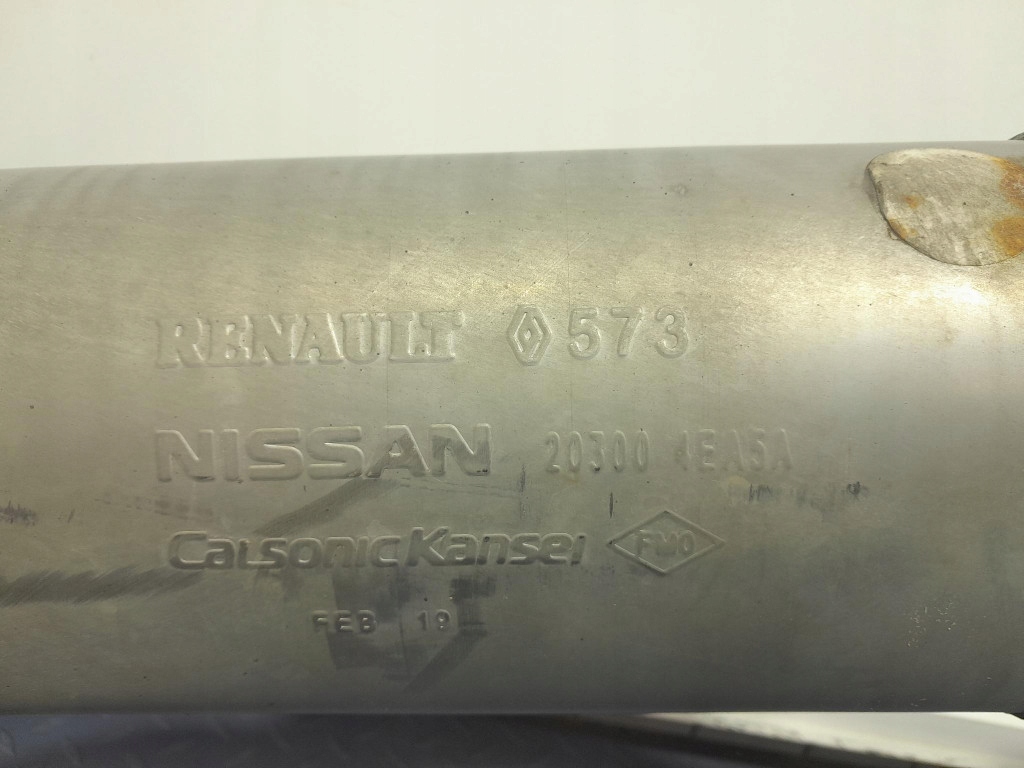 RENAULT 573
NISSAN 20300 4EA5A
CalsonicKansei FMO
FEB 19